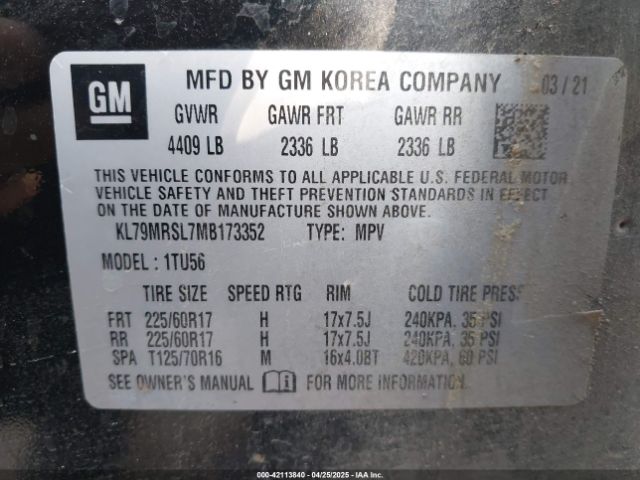 GM
MFD BY GM KOREA COMPANY 03/21
GVWR GAWR FRT GAWR RR
4409 LB 2336 LB 2336 LB
THIS VEHICLE CONFORMS TO ALL APPLICABLE U.S. FEDERAL MOTOR
VEHICLE SAFETY AND THEFT PREVENTION STANDARDS IN EFFECT
ON THE DATE OF MANUFACTURE SHOWN ABOVE.
KL79MRSL7MB173352 TYPE: MPV
MODEL: 1TU56
TIRE SIZE SPEED RTG RIM COLD TIRE PRES
FRT 225/60R17 H 17x7.5J 240KPA, 35 PSI
RR 225/60R17 H 17x7.5J 240KPA, 35 PSI
SPA T125/70R16 M 16x4.0BT 420KPA, 60 PSI
SEE OWNER'S MANUAL FOR MORE INFORMATION.
000-42113840 - 04/25/2025 - IAA Inc.